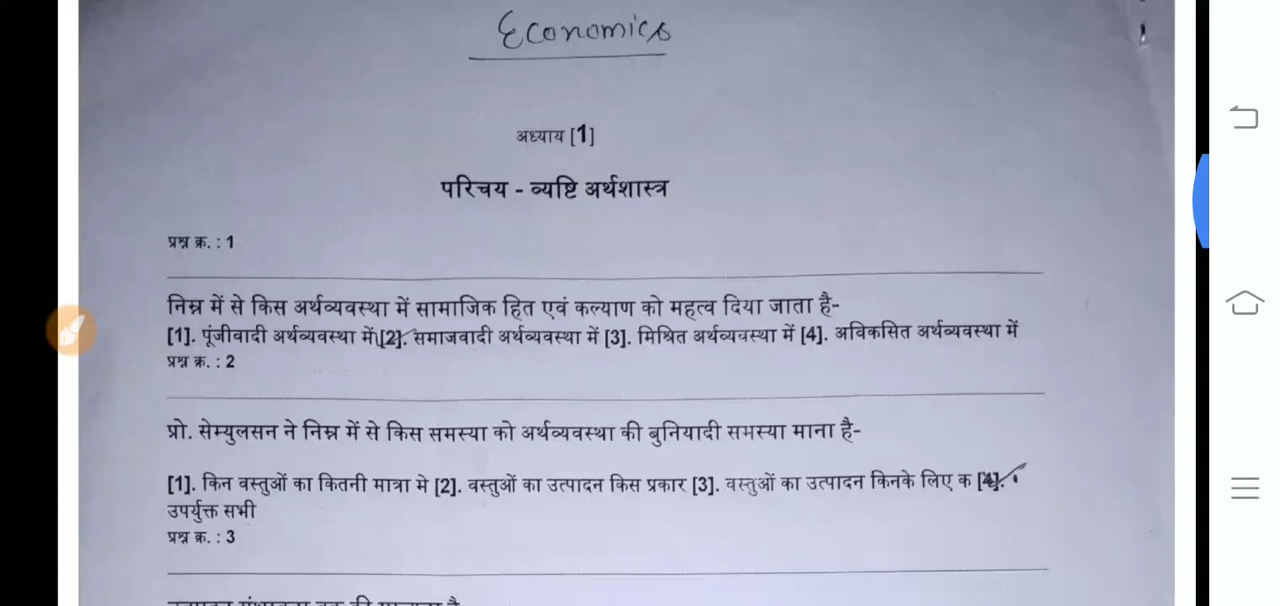 Economics
अध्याय [1]
परिचय - व्यष्टि अर्थशास्त्र
प्रश्न क्र. : 1
निम्न में से किस अर्थव्यवस्था में सामाजिक हित एवं कल्याण को महत्व दिया जाता है-
[1]. पूंजीवादी अर्थव्यवस्था में [2]. समाजवादी अर्थव्यवस्था में [3]. मिश्रित अर्थव्यवस्था में [4]. अविकसित अर्थव्यवस्था में
प्रश्न क्र. : 2
प्रो. सेम्युलसन ने निम्न में से किस समस्या को अर्थव्यवस्था की बुनियादी समस्या माना है-
[1]. किन वस्तुओं का कितनी मात्रा मे [2]. वस्तुओं का उत्पादन किस प्रकार [3]. वस्तुओं का उत्पादन किनके लिए क [4].
उपर्युक्त सभी
प्रश्न क्र. : 3